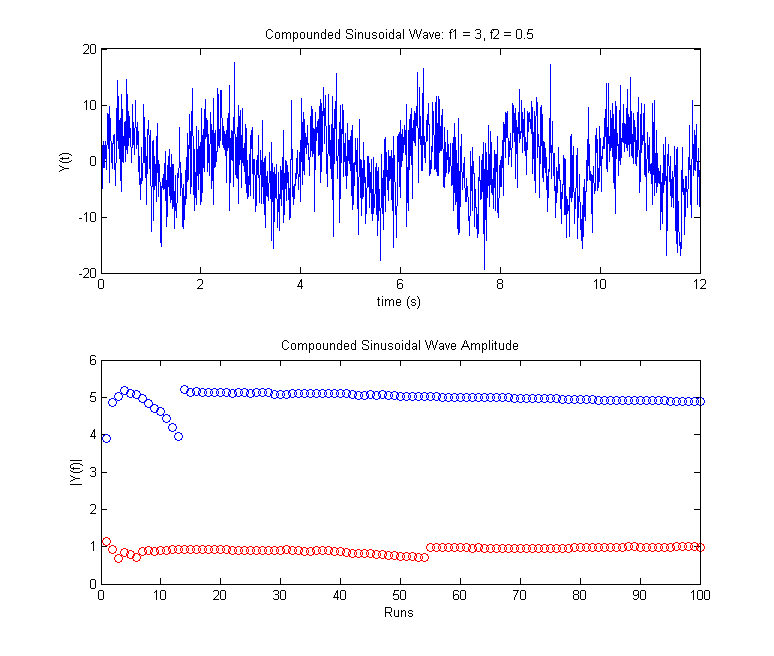 Compounded Sinusoidal Wave: f1 = 3, f2 = 0.5
20
10
0
-10
-20
Y(t)
0 2 4 6 8 10 12
time (s)
Compounded Sinusoidal Wave Amplitude
6
5
4
3
2
1
0
|Y(f)|
0 10 20 30 40 50 60 70 80 90 100
Runs